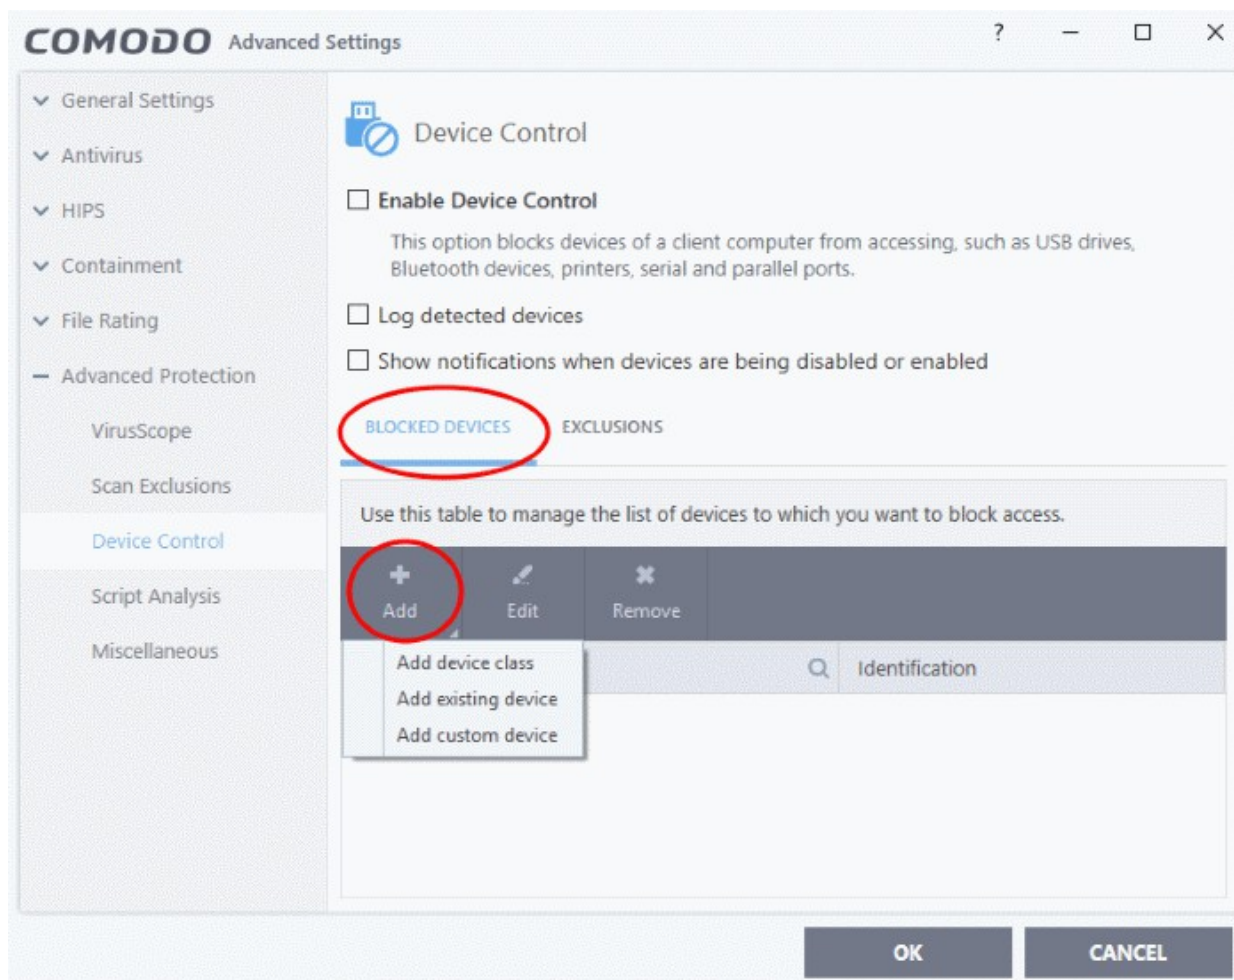 COMODO Advanced Settings
?
General Settings
Antivirus
HIPS
Containment
File Rating
Advanced Protection
VirusScope
Scan Exclusions
Device Control
Script Analysis
Miscellaneous
Device Control
Enable Device Control
This option blocks devices of a client computer from accessing, such as USB drives,
Bluetooth devices, printers, serial and parallel ports.
Log detected devices
Show notifications when devices are being disabled or enabled
BLOCKED DEVICES EXCLUSIONS
Use this table to manage the list of devices to which you want to block access.
Add Edit Remove
Add device class
Add existing device
Add custom device
Identification
OK CANCEL